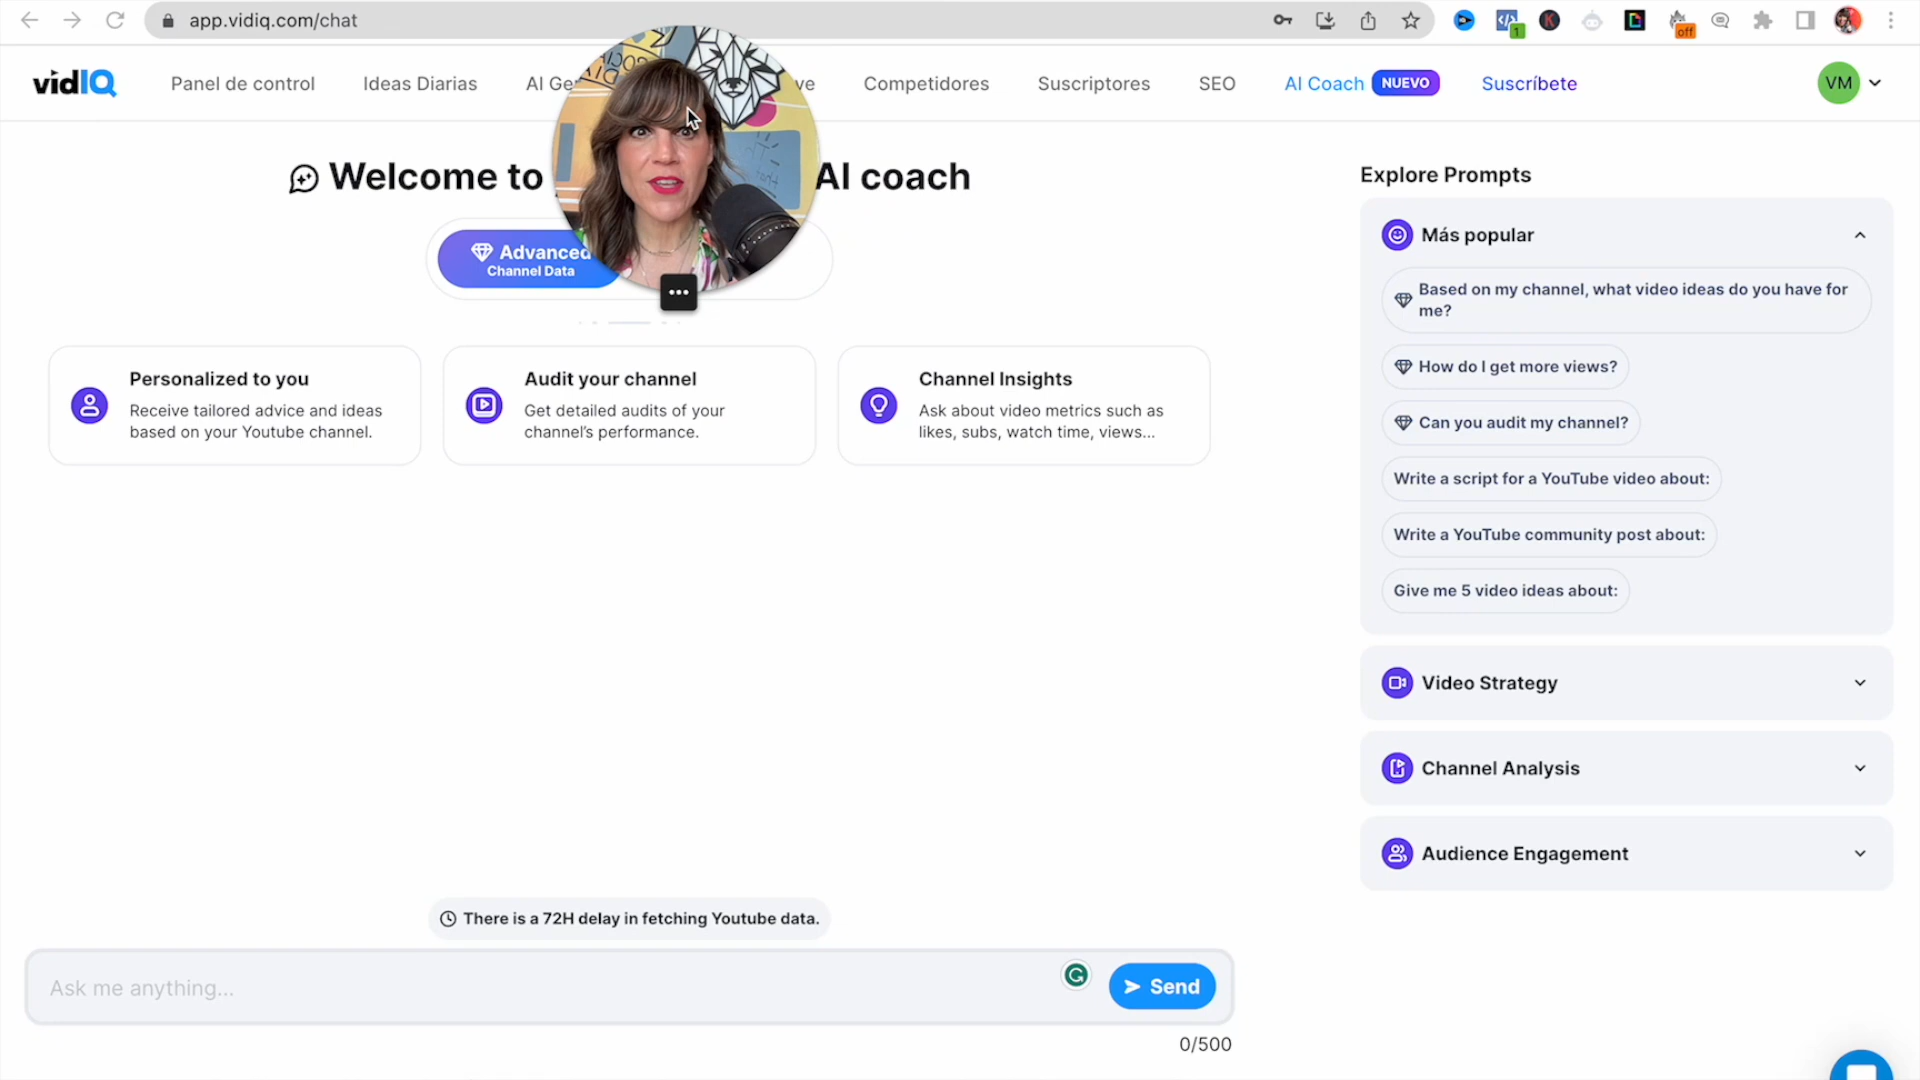 app.vidiq.com/chat
1
off
vidIQ
Panel de control
Ideas Diarias
AI Ge
ve
Competidores
Suscriptores
SEO
AI Coach
NUEVO
Suscríbete
VM
Welcome to
AI coach
Advanced
Channel Data
Personalized to you
Receive tailored advice and ideas
based on your Youtube channel.
Audit your channel
Get detailed audits of your
channel's performance.
Channel Insights
Ask about video metrics such as
likes, subs, watch time, views...
Explore Prompts
Más popular
Based on my channel, what video ideas do you have for
me?
How do I get more views?
Can you audit my channel?
Write a script for a YouTube video about:
Write a YouTube community post about:
Give me 5 video ideas about:
Video Strategy
Channel Analysis
Audience Engagement
There is a 72H delay in fetching Youtube data.
Ask me anything...
Send
0/500